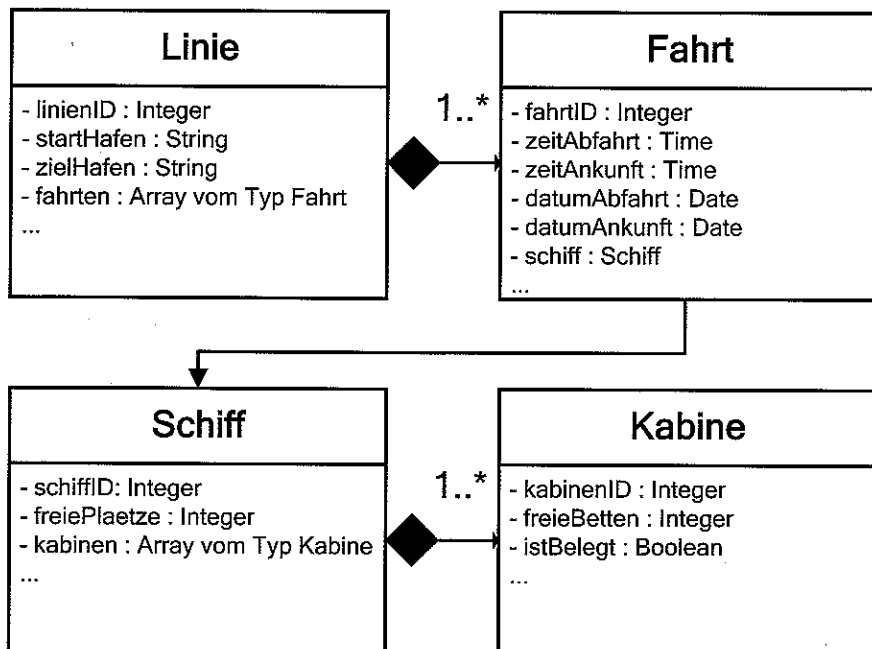 Linie
- linienID : Integer
- startHafen : String
- zielHafen : String
- fahrten : Array vom Typ Fahrt
...
1..*
Fahrt
- fahrtID : Integer
- zeitAbfahrt : Time
- zeitAnkunft : Time
- datumAbfahrt : Date
- datumAnkunft : Date
- schiff : Schiff
...
Schiff
- schiffID: Integer
- freiePlaetze : Integer
- kabinen : Array vom Typ Kabine
...
1..*
Kabine
- kabinenID : Integer
- freieBetten : Integer
- istBelegt : Boolean
...